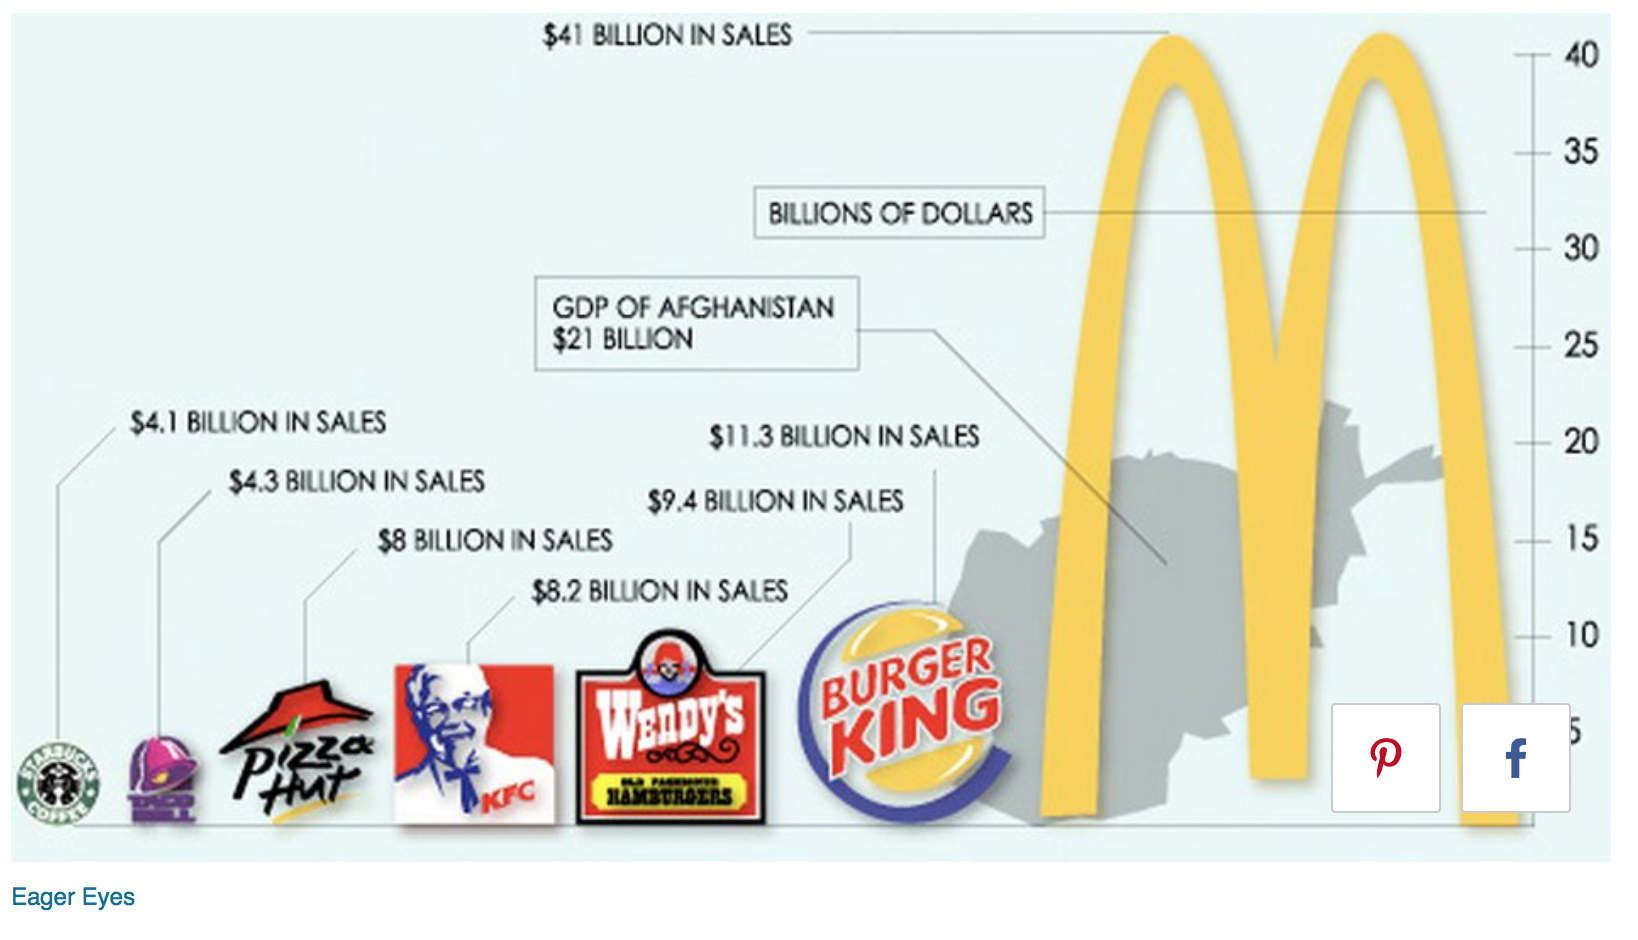 $41 BILLION IN SALES
40
35
BILLIONS OF DOLLARS
30
GDP OF AFGHANISTAN
$21 BILLION
25
$4.1 BILLION IN SALES
$11.3 BILLION IN SALES
20
$4.3 BILLION IN SALES
$9.4 BILLION IN SALES
$8 BILLION IN SALES
15
$8.2 BILLION IN SALES
10
5
STARBUCKS
COFFEE
TACO
Pizza
Hut
KFC
WENDY'S
OLD FASHIONED
HAMBURGERS
BURGER
KING
Eager Eyes